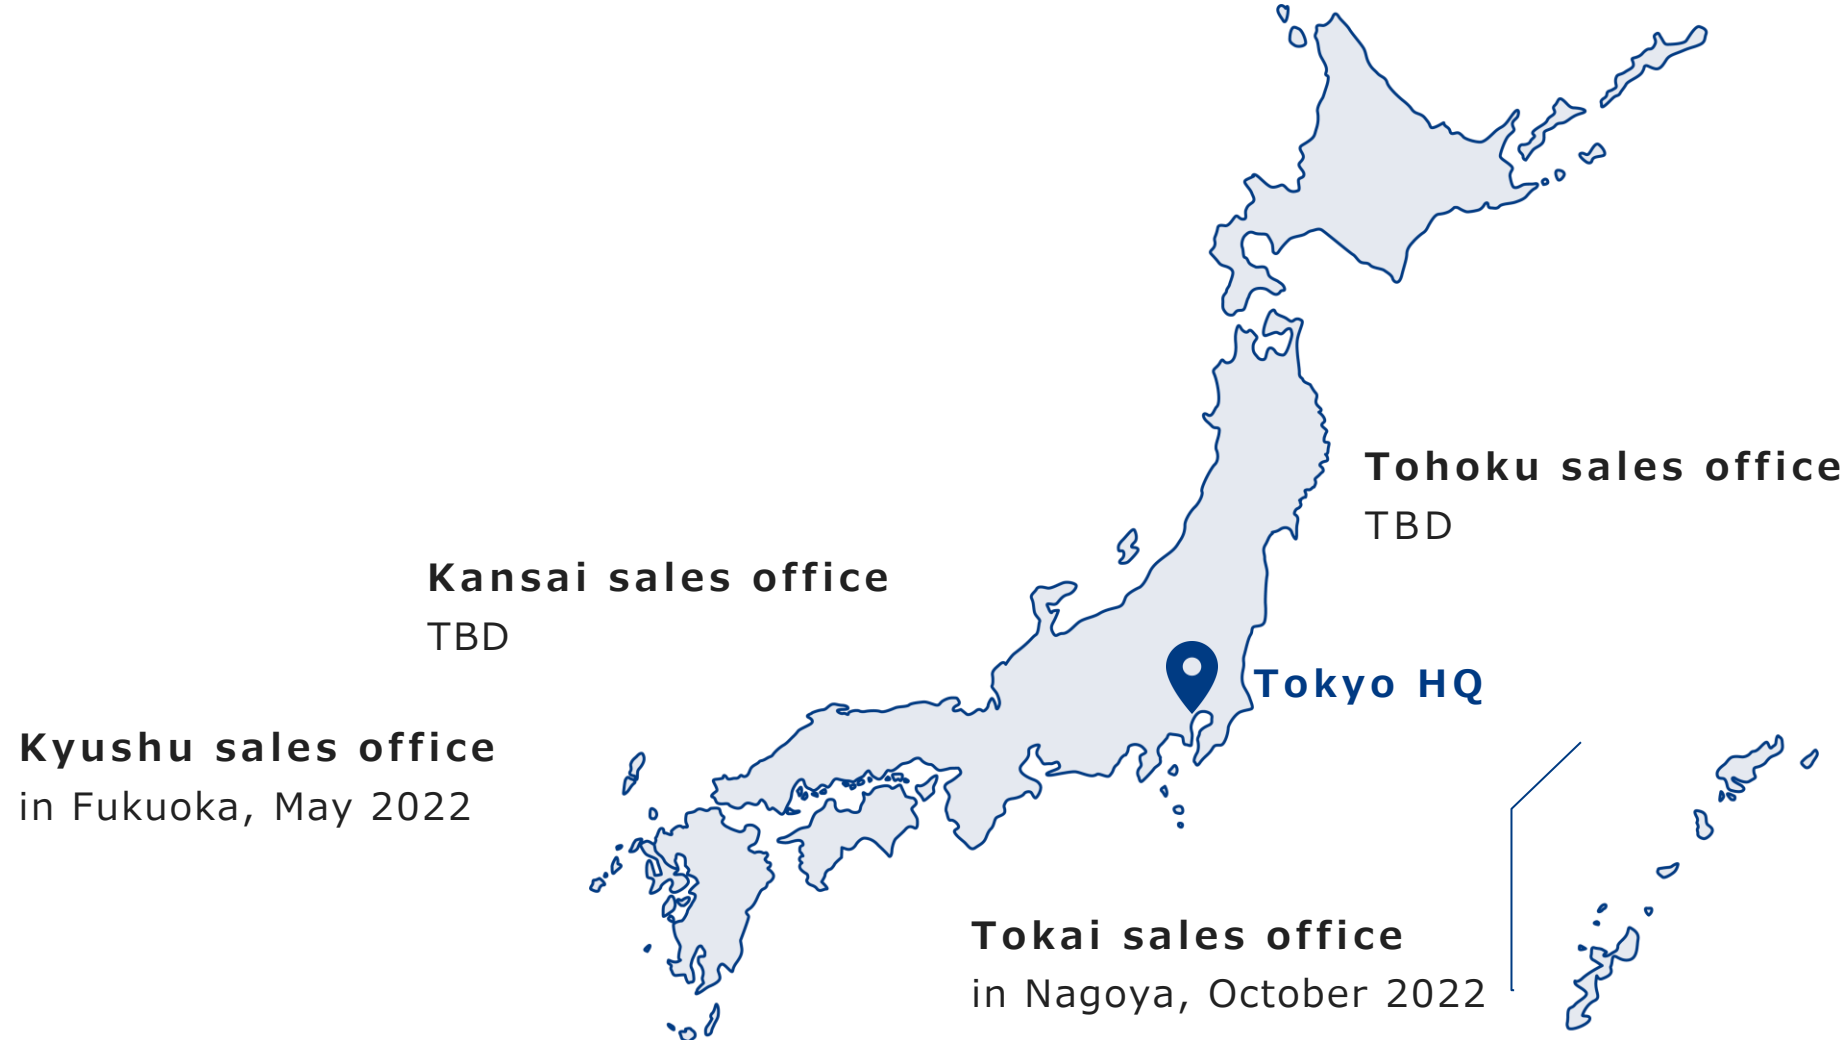 Tohoku sales office
TBD
Kansai sales office
TBD
Tokyo HQ
Kyushu sales office
in Fukuoka, May 2022
Tokai sales office
in Nagoya, October 2022